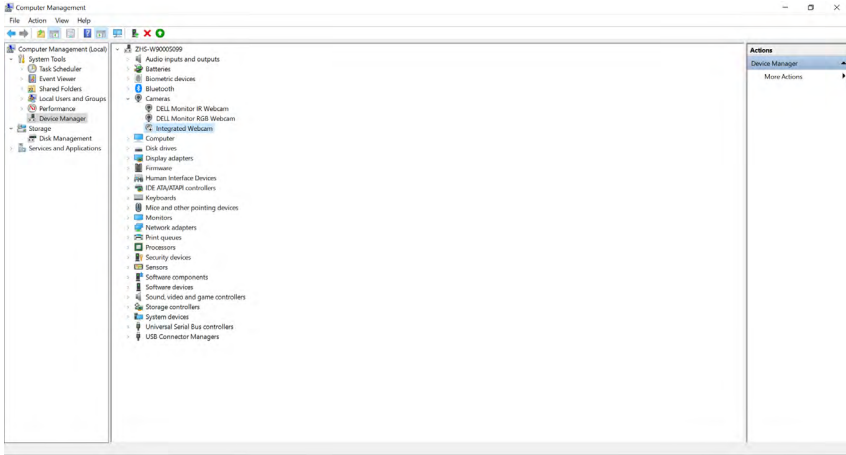 Computer Management
File Action View Help
Computer Management (Local)
System Tools
Task Scheduler
Event Viewer
Shared Folders
Local Users and Groups
Performance
Device Manager
Storage
Disk Management
Services and Applications
ZHS-W90005099
Audio inputs and outputs
Batteries
Biometric devices
Bluetooth
Cameras
DELL Monitor IR Webcam
DELL Monitor RGB Webcam
Integrated Webcam
Computer
Disk drives
Display adapters
Firmware
Human Interface Devices
IDE ATA/ATAPI controllers
Keyboards
Mice and other pointing devices
Monitors
Network adapters
Print queues
Processors
Security devices
Sensors
Software components
Software devices
Sound, video and game controllers
Storage controllers
System devices
Universal Serial Bus controllers
USB Connector Managers
Actions
Device Manager
More Actions